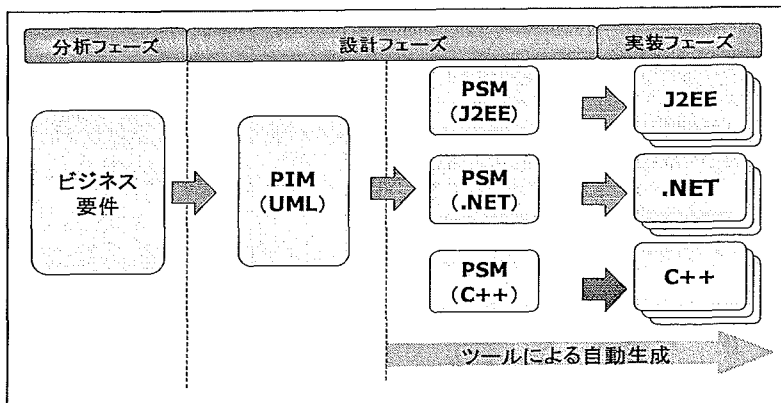 分析フェーズ
設計フェーズ
実装フェーズ
ビジネス
要件
PIM
(UML)
PSM
(J2EE)
J2EE
PSM
(.NET)
.NET
PSM
(C++)
C++
ツールによる自動生成